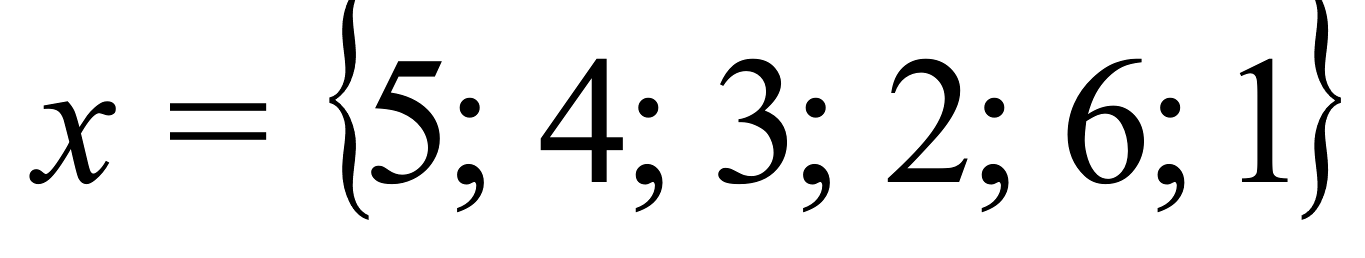 x = {5; 4; 3; 2; 6; 1}